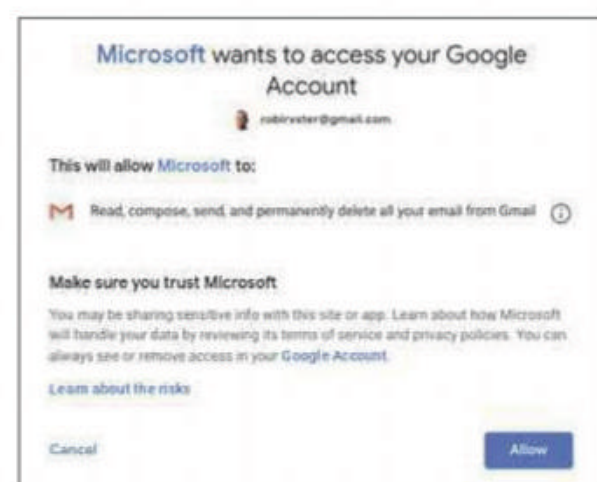 Microsoft wants to access your Google
Account
robirvster@gmail.com
This will allow Microsoft to:
Read, compose, send, and permanently delete all your email from Gmail
Make sure you trust Microsoft
You may be sharing sensitive info with this site or app. Learn about how Microsoft
will handle your data by reviewing its terms of service and privacy policies. You can
always see or remove access in your Google Account.
Learn about the risks
Cancel
Allow